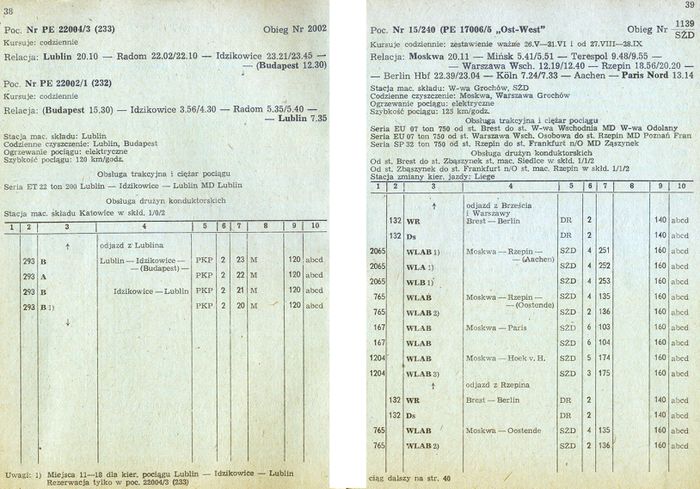 38
Poc. Nr PE 22004/3 (233) Obieg Nr 2002
Kursuje: codziennie
Relacja: Lublin 20.10 — Radom 22.02/22.10 — Idzikowice 23.21/23.45 —
— (Budapest 12.30)
Poc. Nr PE 22002/1 (232)
Kursuje: codziennie
Relacja: (Budapest 15.30) — Idzikowice 3.56/4.30 — Radom 5.35/5.40 —
— Lublin 7.35
Stacja mac. składu: Lublin
Codzienne czyszczenie: Lublin, Budapest
Ogrzewanie pociągu: elektryczne
Szybkość pociągu: 120 km/godz.
Obsługa trakcyjna i ciężar pociągu
Seria ET 22 ton 200 Lublin — Idzikowice — Lublin MD Lublin
Obsługa drużyn konduktorskich
Stacja mac. składu Katowice w skład. 1/0/2
1 2 3 4 5 6 7 8 9 10
↑ odjazd z Lublina
293 B Lublin — Idzikowice — PKP 2 23 M 120 abcd
— (Budapest) —
293 A PKP 2 22 M 120 abcd
293 B Idzikowice — Lublin PKP 2 21 M 120 abcd
293 B 1) PKP 2 20 M 120 abcd
↓
Uwagi: 1) Miejsca 11—18 dla kier. pociągu Lublin — Idzikowice — Lublin
Rezerwacja tylko w poc. 22004/3 (233)
39
Poc. Nr 15/240 (PE 17006/5 „Ost-West” Obieg Nr 1139
SŻD
Kursuje codziennie: zestawienie ważne 26.V—31.VI i od 27.VIII—28.IX
Relacja: Moskwa 20.11 — Mińsk 5.41/5.51 — Terespol 9.48/9.55 —
— Warszawa Wsch. 12.19/12.40 — Rzepin 18.56/20.20 —
— Berlin Hbf 22.39/23.04 — Köln 7.24/7.33 — Aachen — Paris Nord 13.14
Stacja mac. składu: W-wa Grochów, SŻD
Codzienne czyszczenie: Moskwa, Warszawa Grochów
Ogrzewanie pociągu: elektryczne
Szybkość pociągu: 125 km/godz.
Obsługa trakcyjna i ciężar pociągu
Seria EU 07 ton 750 od st. Brest do st. W-wa Wschodnia MD W-wa Odolany
Seria EU 07 ton 750 od st. Warszawa Wsch. Osobowa do st. Rzepin MD Poznań Fran
Seria SP 32 ton 750 od st. Rzepin do st. Frankfurt n/O MD Zaszynek
Obsługa drużyn konduktorskich
Od st. Brest do st. Zbąszynek st. mac. Siedlce w skład. 1/1/2
Od st. Zbąszynek do st. Frankfurt n/O st. mac. Rzepin w skład. 1/1/2
Stacja zmiany kier. jazdy: Liege
1 2 3 4 5 6 7 8 9 10
↑ odjazd z Brześcia
i Warszawy
132 WR Brest — Berlin DR 2 140 abcd
132 Ds DR 2 140 abcd
2065 WLAB 1) Moskwa — Rzepin — SŻD 4 251 160 abcd
— (Aachen)
2065 WLA 1) SŻD 4 252 160 abcd
2065 WLB 1) SŻD 4 253 160 abcd
765 WLAB Moskwa — Rzepin — SŻD 4 135 160 abcd
— (Oostende)
765 WLAB 2) SŻD 2 136 160 abcd
167 WLAB Moskwa — Paris SŻD 6 103 160 abcd
167 WLAB SŻD 6 104 160 abcd
1204 WLAB Moskwa — Hoek v. H. SŻD 5 174 160 abcd
1204 WLAB 3) SŻD 3 175 160 abcd
↑ odjazd z Rzepina
132 WR Brest — Berlin DR 2 140 abcd
132 Ds DR 2 140 abcd
765 WLAB Moskwa — Oostende SŻD 4 135 160 abcd
765 WLAB 2) SŻD 2 136 160 abcd
ciąg dalszy na str. 40